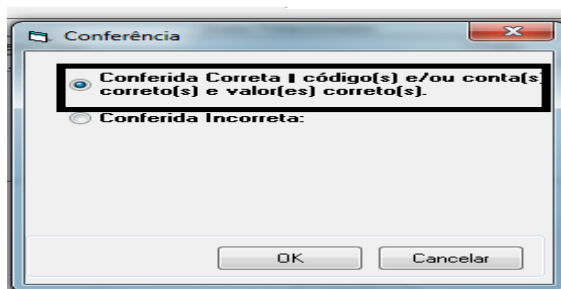 Conferência
Conferida Correta | código(s) e/ou conta(s)
correto(s) e valor(es) correto(s).
Conferida Incorreta:
OK
Cancelar